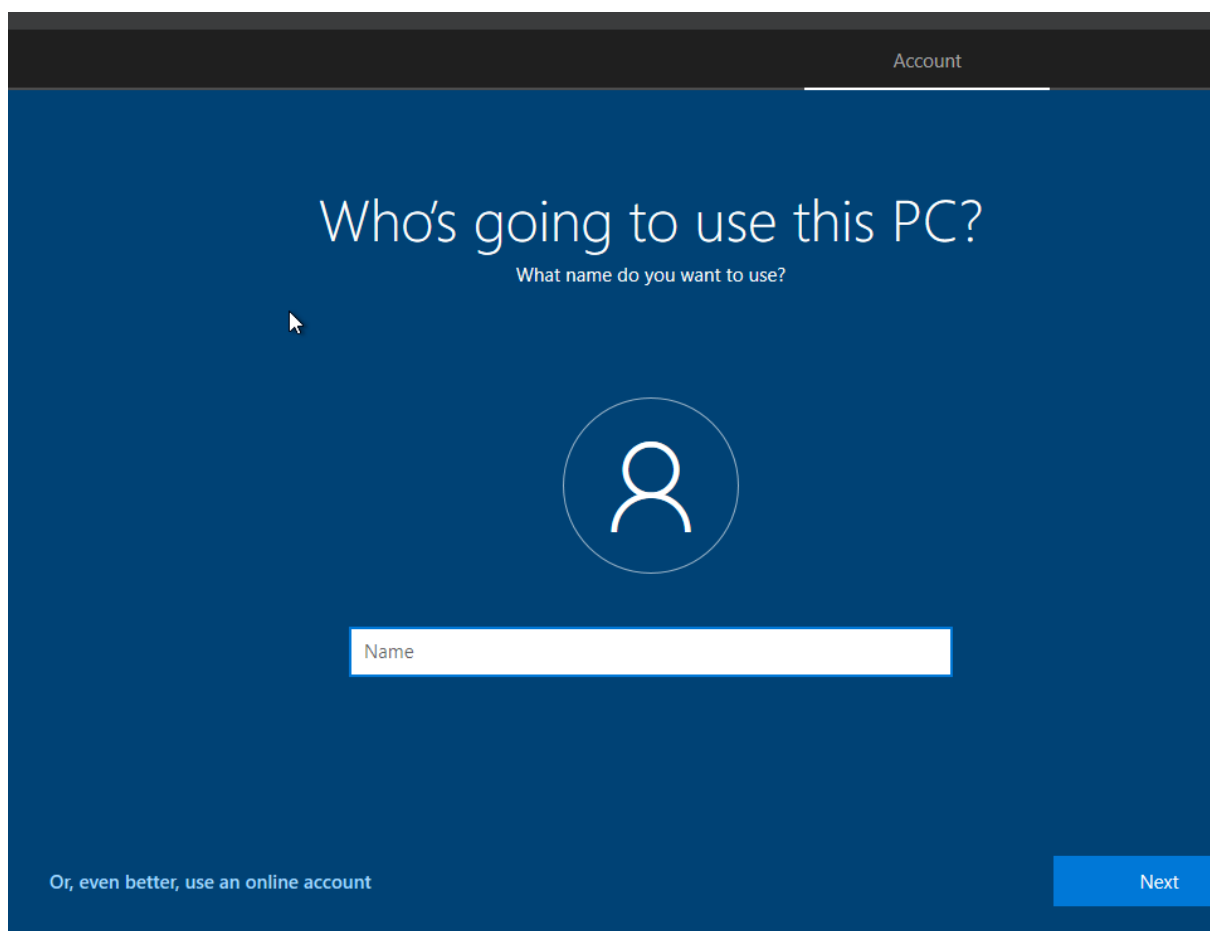 Account
Who's going to use this PC?
What name do you want to use?
Name
Or, even better, use an online account
Next